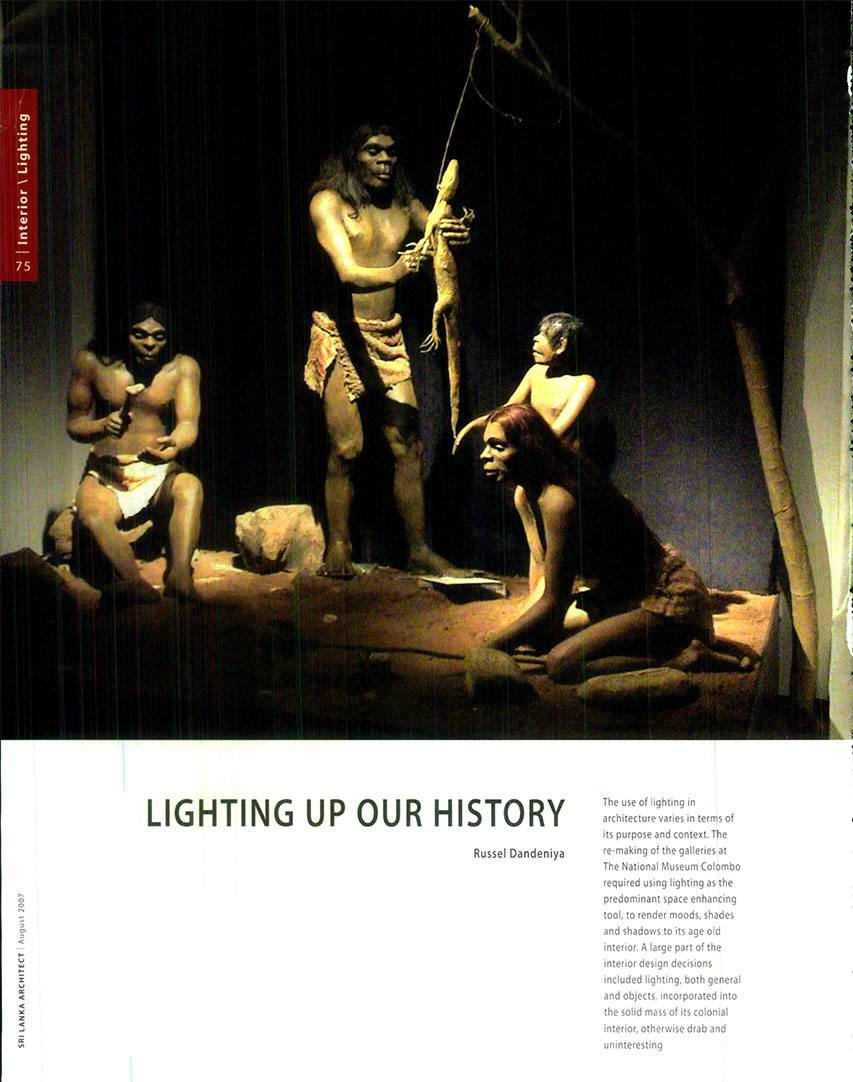 Interior \ Lighting
75
LIGHTING UP OUR HISTORY
Russel Dandeniya
The use of lighting in
architecture varies in terms of
its purpose and context. The
re-making of the galleries at
The National Museum Colombo
required using lighting as the
predominant space enhancing
tool, to render moods, shades
and shadows to its age old
interior. A large part of the
interior design decisions
included lighting, both general
and objects, incorporated into
the solid mass of its colonial
interior, otherwise drab and
uninteresting
SRI LANKA ARCHITECT | August 2007